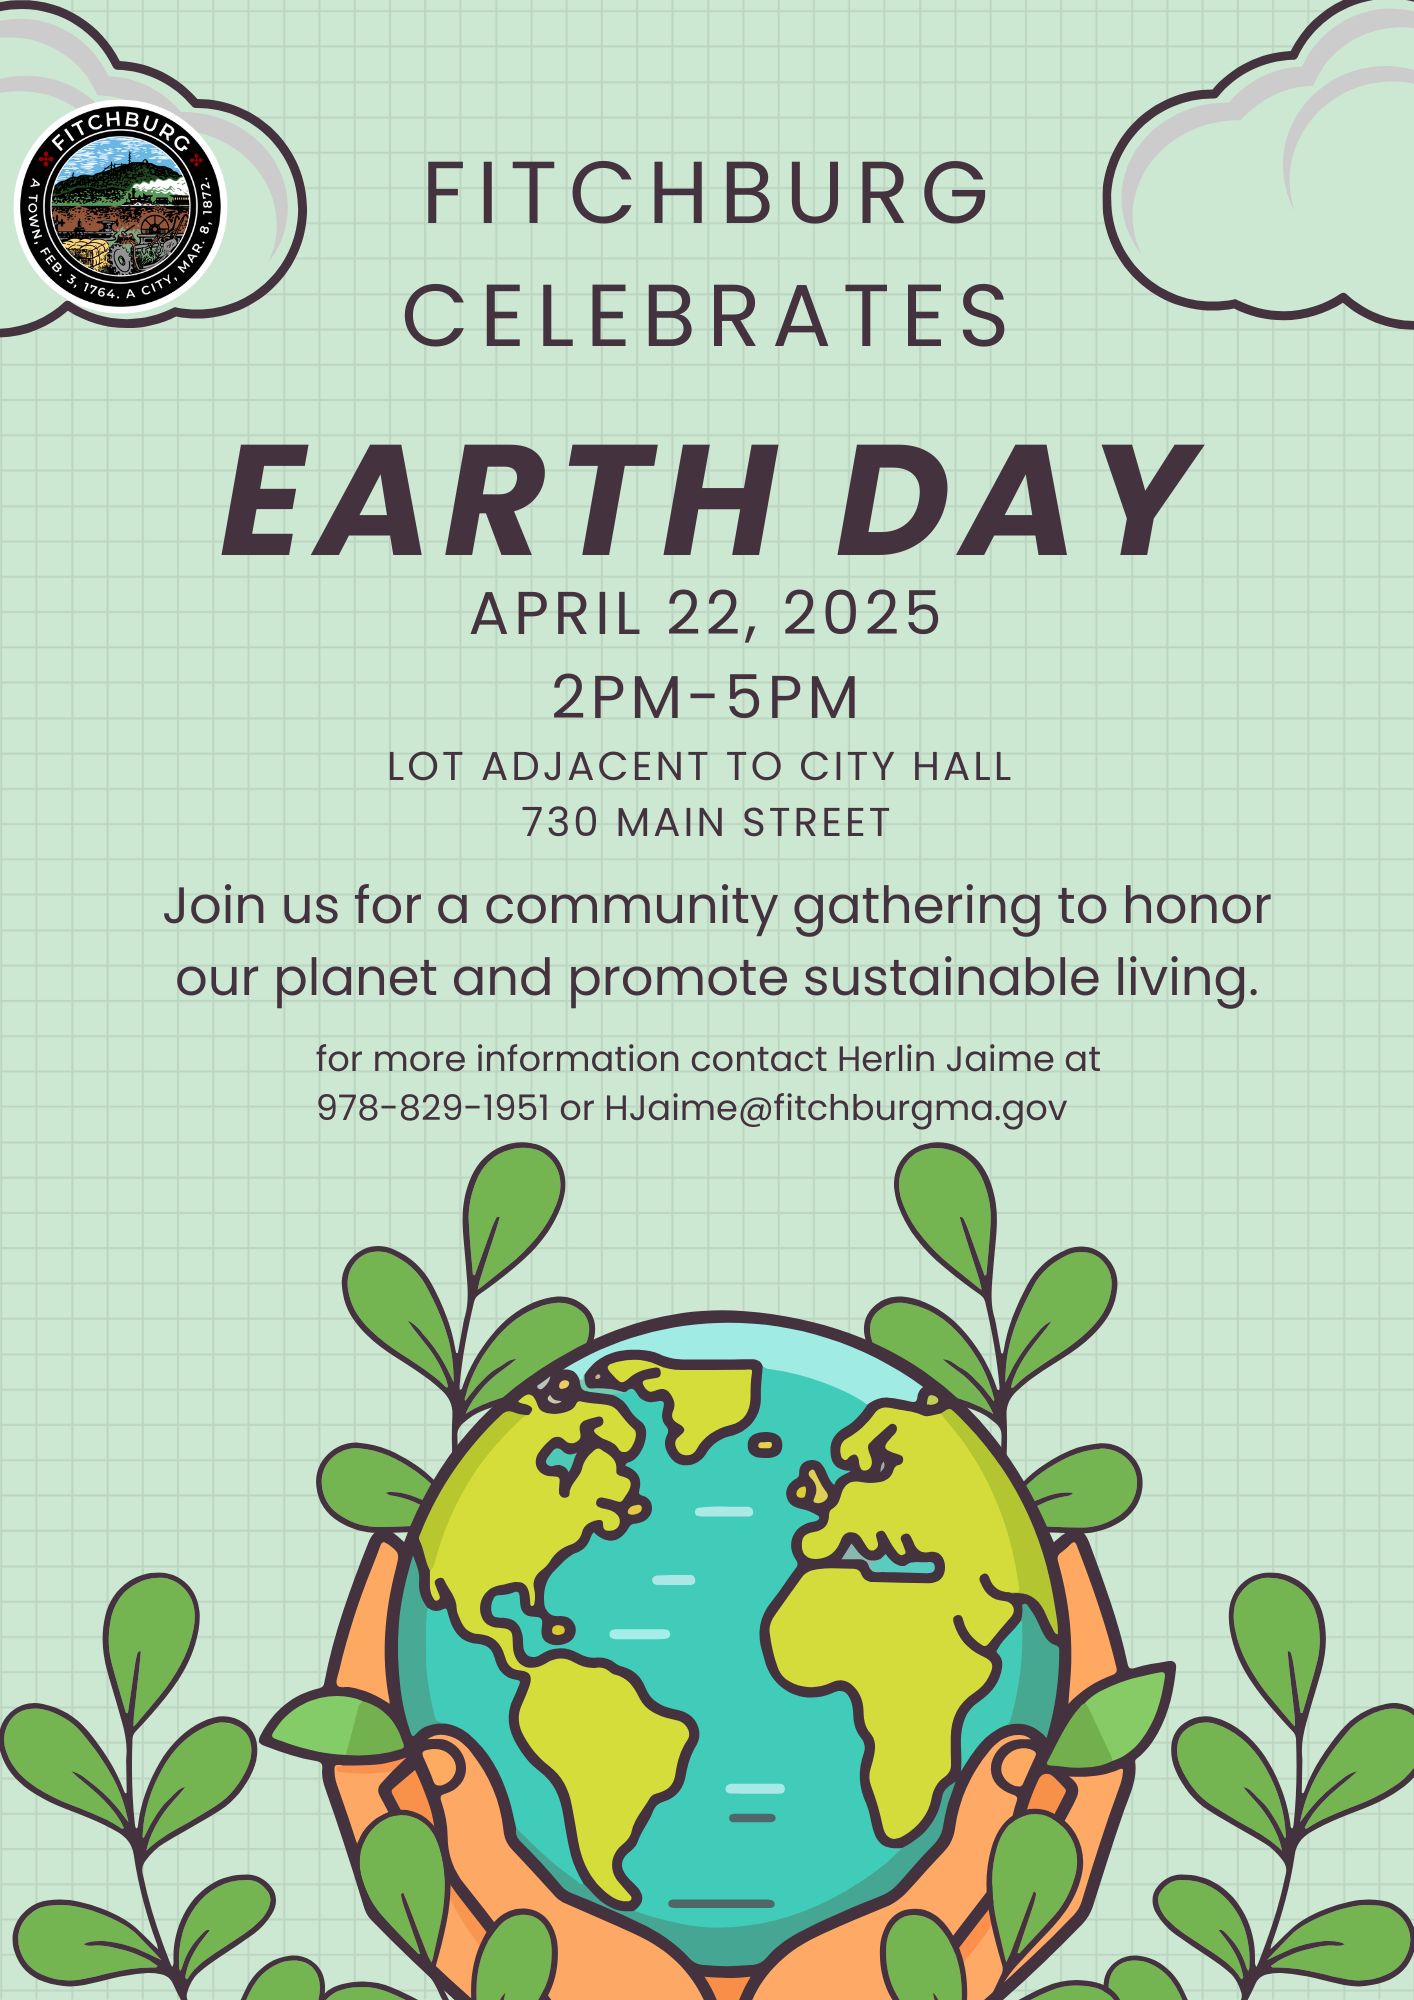 FITCHBURG
A TOWN, FEB. 3, 1764. A CITY, MAR. 8, 1872.
FITCHBURG
CELEBRATES
EARTH DAY
APRIL 22, 2025
2PM-5PM
LOT ADJACENT TO CITY HALL
730 MAIN STREET
Join us for a community gathering to honor
our planet and promote sustainable living.
for more information contact Herlin Jaime at
978-829-1951 or HJaime@fitchburgma.gov